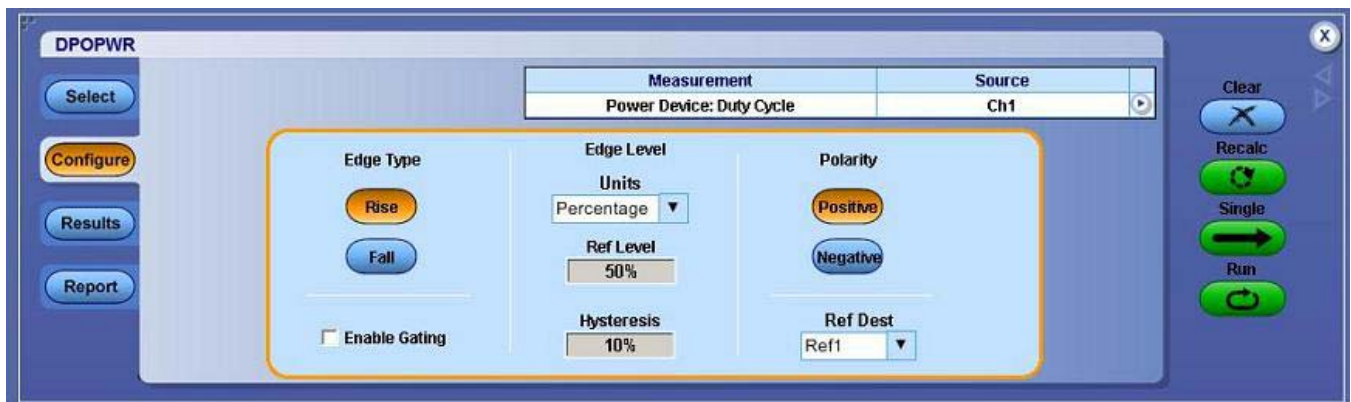 DPOPWR
X
Select
Configure
Results
Report
Measurement Source
Power Device: Duty Cycle Ch1
Edge Type
Rise
Fall
Enable Gating
Edge Level
Units
Percentage
Ref Level
50%
Hysteresis
10%
Polarity
Positive
Negative
Ref Dest
Ref1
Clear
Recalc
Single
Run